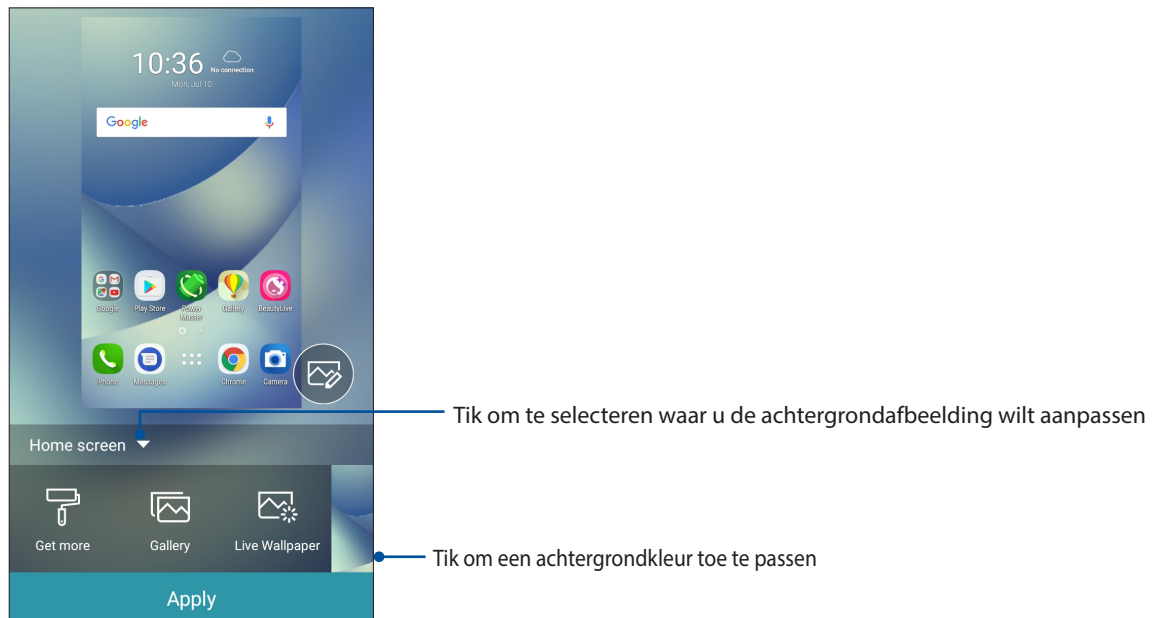 10:36
No connection
Mon, Jul 10
Google
Google Play Store Power Master Gallery BeautyLive
Phone Messages Chrome Camera
Tik om te selecteren waar u de achtergrondafbeelding wilt aanpassen
Home screen
Get more Gallery Live Wallpaper
Tik om een achtergrondkleur toe te passen
Apply